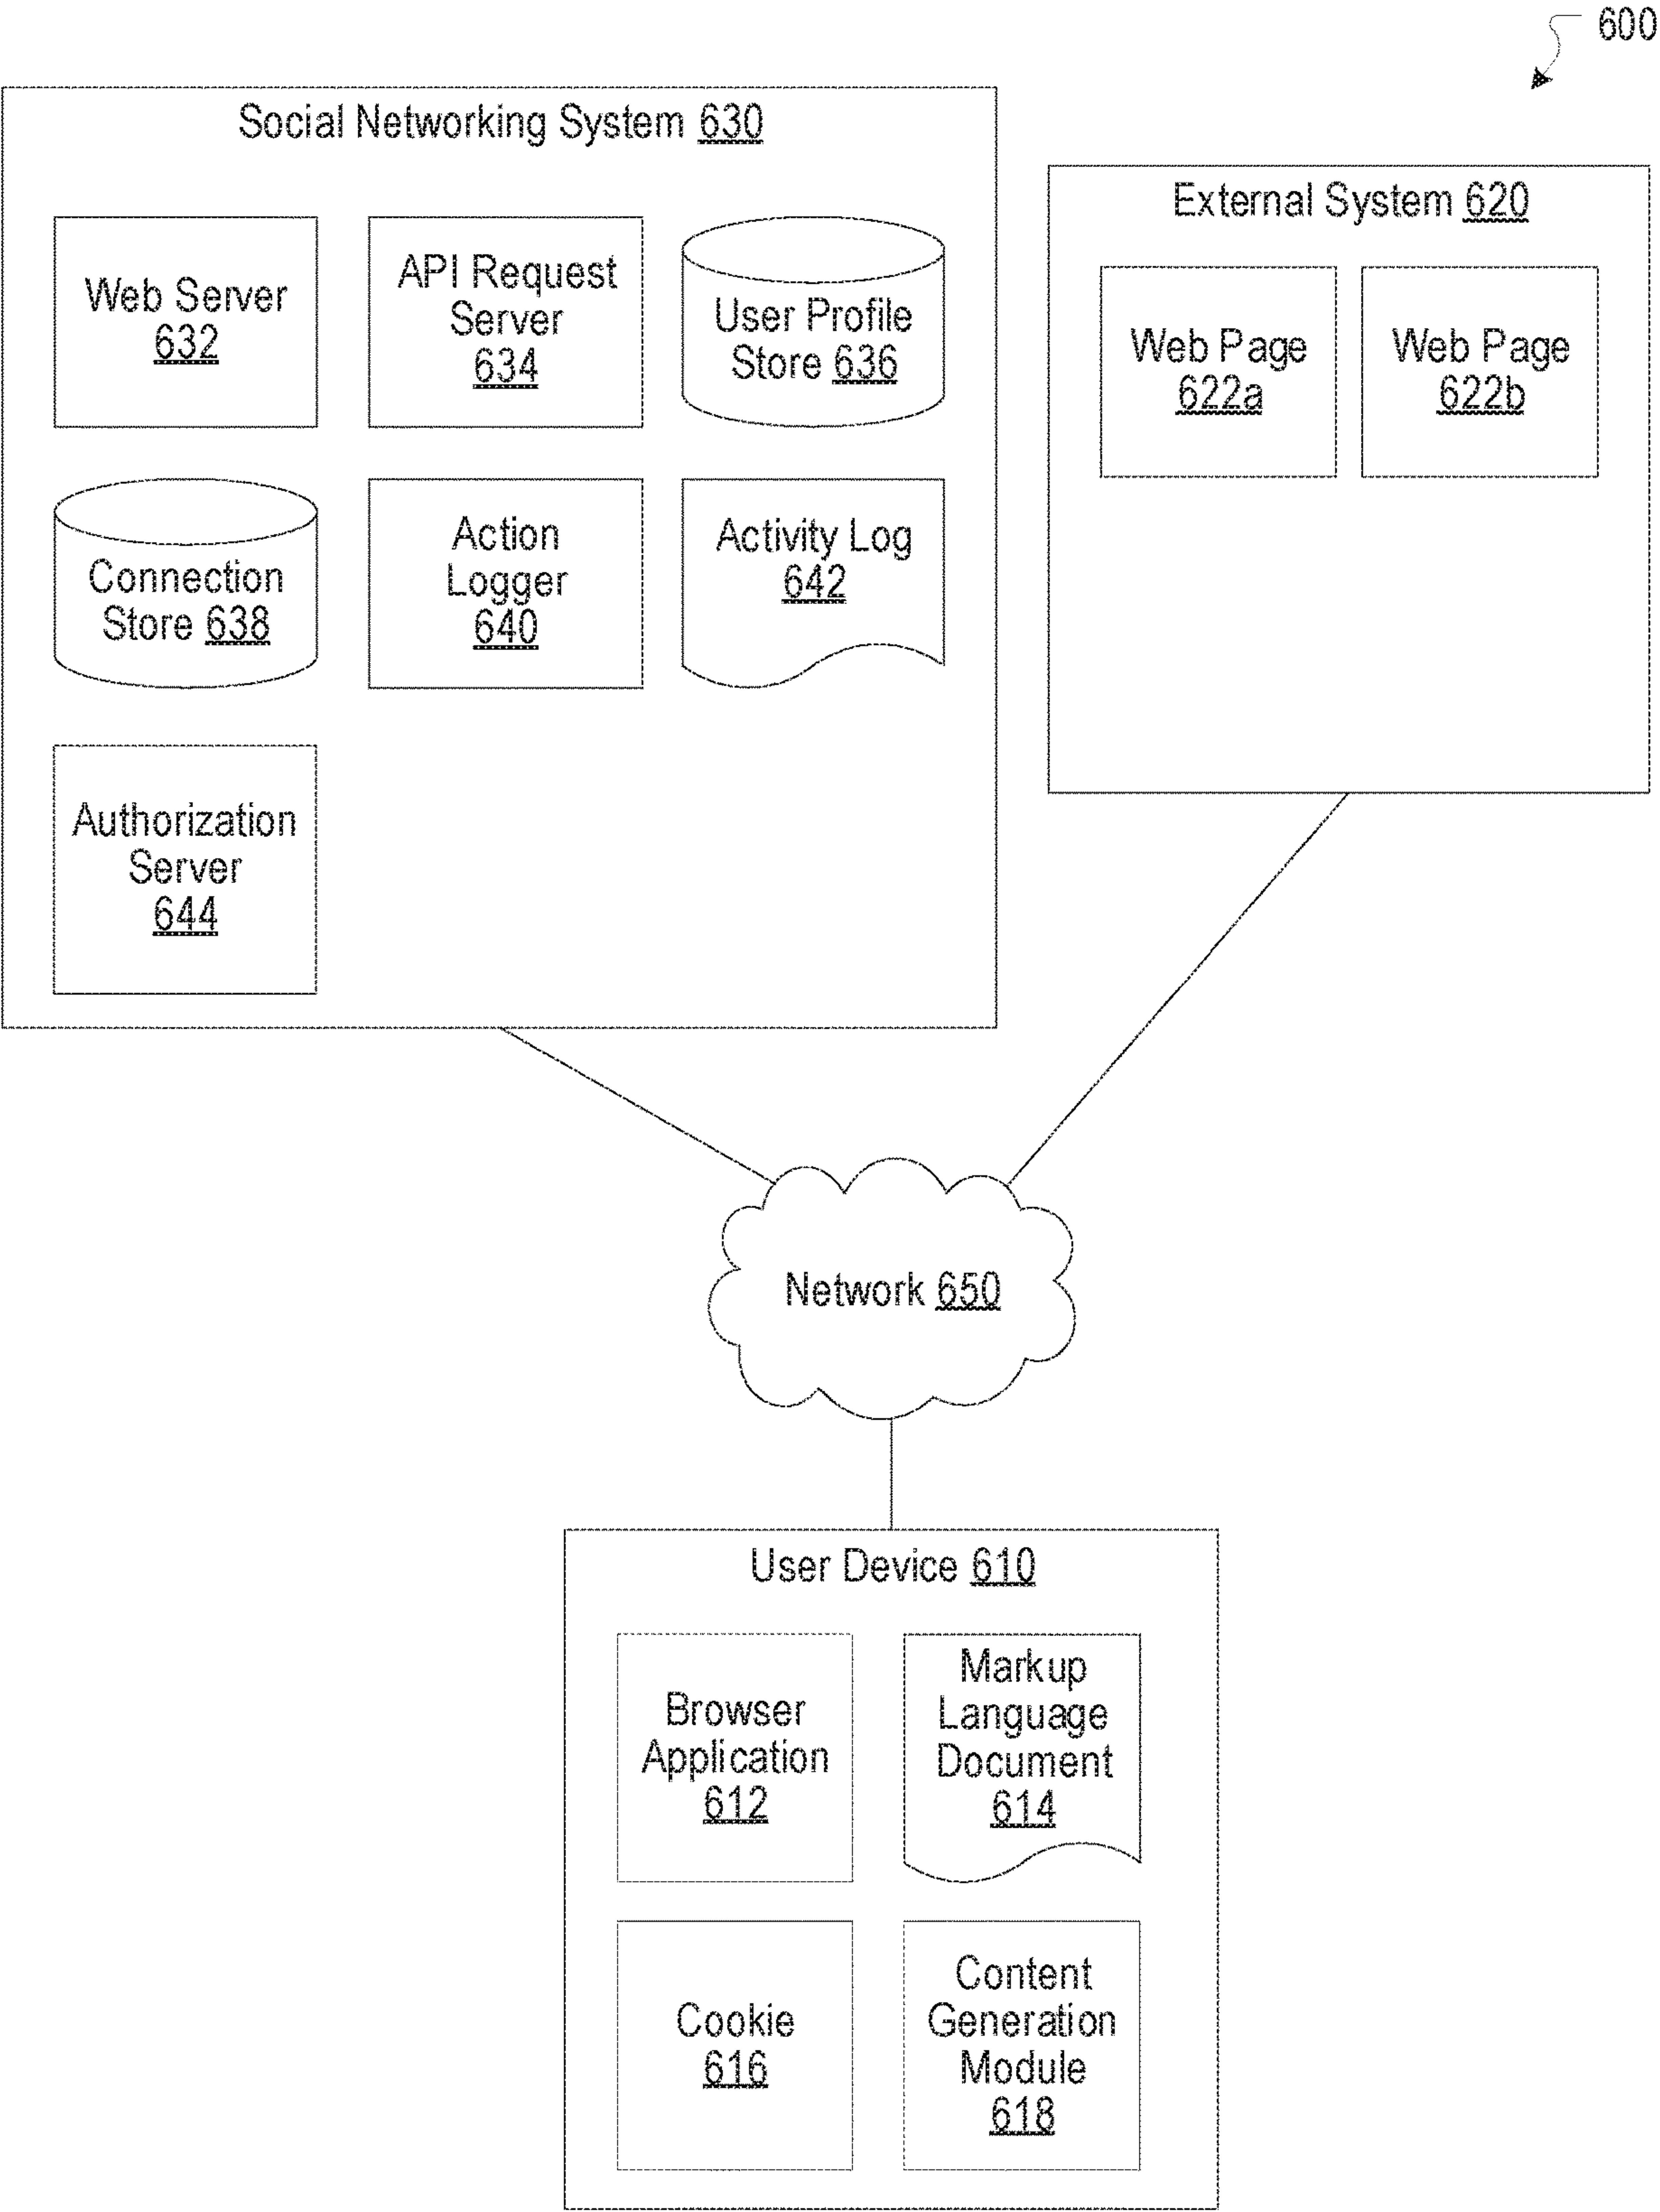 600
Social Networking System 630
Web Server
632
API Request
Server
634
User Profile
Store 636
Connection
Store 638
Action
Logger
640
Activity Log
642
Authorization
Server
644
External System 620
Web Page
622a
Web Page
622b
Network 650
User Device 610
Browser
Application
612
Markup
Language
Document
614
Cookie
616
Content
Generation
Module
618